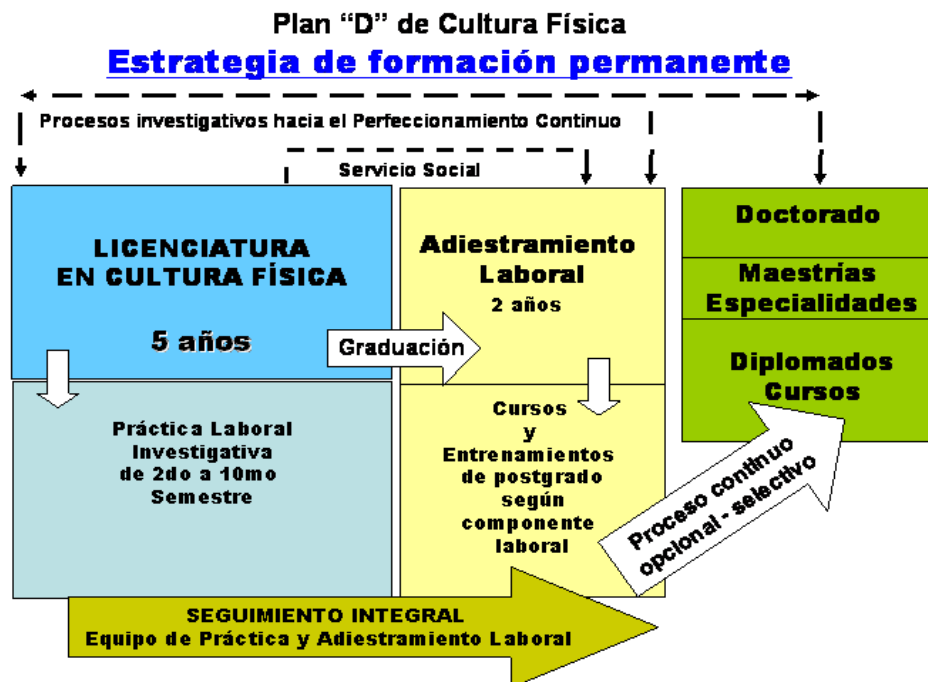 Plan “D” de Cultura Física
Estrategia de formación permanente
Procesos investigativos hacia el Perfeccionamiento Continuo
Servicio Social
LICENCIATURA
EN CULTURA FÍSICA
5 años
Graduación
Adiestramiento
Laboral
2 años
Doctorado
Maestrías
Especialidades
Diplomados
Cursos
Práctica Laboral
Investigativa
de 2do a 10mo
Semestre
Cursos
y
Entrenamientos
de postgrado
según
componente
laboral
Proceso continuo
opcional - selectivo
SEGUIMIENTO INTEGRAL
Equipo de Práctica y Adiestramiento Laboral